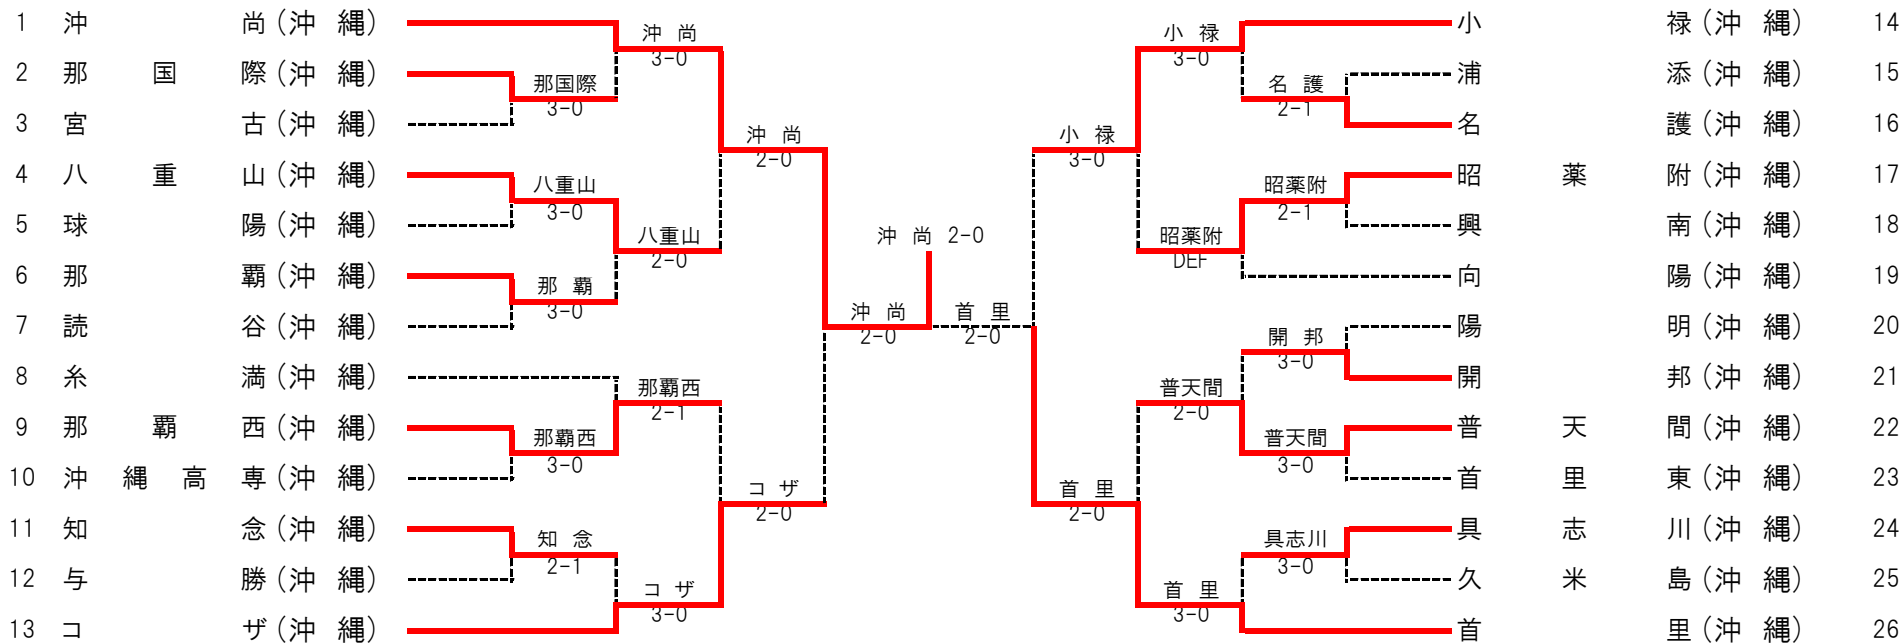 1 沖 尚(沖 縄)
2 那 国 際(沖 縄)
3 宮 古(沖 縄)
4 八 重 山(沖 縄)
5 球 陽(沖 縄)
6 那 覇(沖 縄)
7 読 谷(沖 縄)
8 糸 満(沖 縄)
9 那 覇 西(沖 縄)
10 沖 縄 高 専(沖 縄)
11 知 念(沖 縄)
12 与 勝(沖 縄)
13 コ ザ(沖 縄)
那国際
3-0
八重山
3-0
那 覇
3-0
那覇西
3-0
知 念
2-1
沖 尚
3-0
八重山
2-0
那覇西
2-1
コ ザ
3-0
沖 尚
2-0
コ ザ
2-0
沖 尚
2-0
沖 尚 2-0
首 里
2-0
小 禄
3-0
首 里
2-0
小 禄
3-0
昭薬附
DEF
普天間
2-0
首 里
3-0
名 護
2-1
昭薬附
2-1
開 邦
3-0
普天間
3-0
具志川
3-0
小 禄(沖 縄) 14
浦 添(沖 縄) 15
名 護(沖 縄) 16
昭 薬 附(沖 縄) 17
興 南(沖 縄) 18
向 陽(沖 縄) 19
陽 明(沖 縄) 20
開 邦(沖 縄) 21
普 天 間(沖 縄) 22
首 里 東(沖 縄) 23
具 志 川(沖 縄) 24
久 米 島(沖 縄) 25
首 里(沖 縄) 26